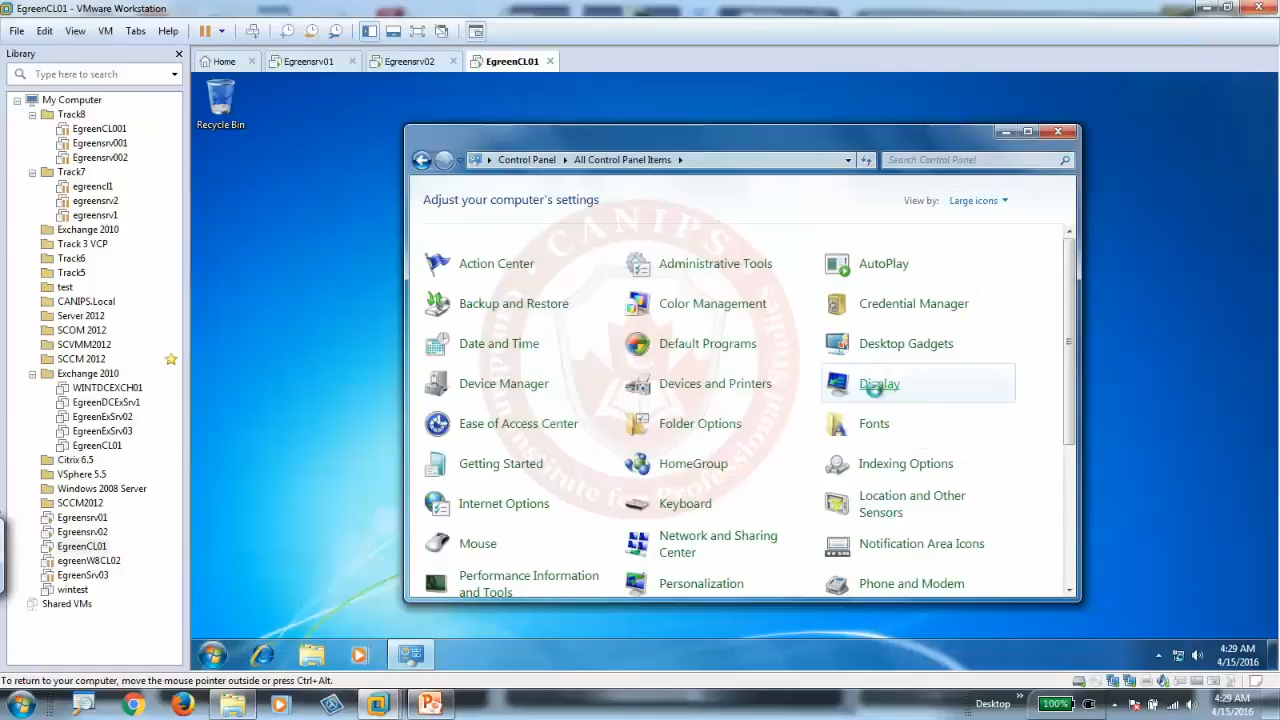 EgreenCL01 - VMware Workstation
File Edit View VM Tabs Help
Library
Type here to search
My Computer
Track8
EgreenCL001
Egreensrv001
Egreensrv002
Track7
egreencl1
egreensrv2
egreensrv1
Exchange 2010
Track 3 VCP
Track6
Track5
test
CANIPS.Local
Server 2012
SCOM 2012
SCVMM2012
SCCM 2012
Exchange 2010
WINTDCEXCH01
EgreenDCExSrv1
EgreenExSrv02
EgreenExSrv03
EgreenCL01
Citrix 6.5
VSphere 5.5
Windows 2008 Server
SCCM2012
Egreensrv01
Egreensrv02
EgreenCL01
egreenW8CL02
EgreenSrv03
wintest
Shared VMs
Home Egreensrv01 Egreensrv02 EgreenCL01
Recycle Bin
Control Panel All Control Panel Items
Search Control Panel
Adjust your computer's settings
View by: Large icons
Action Center Administrative Tools AutoPlay
Backup and Restore Color Management Credential Manager
Date and Time Default Programs Desktop Gadgets
Device Manager Devices and Printers Display
Ease of Access Center Folder Options Fonts
Getting Started HomeGroup Indexing Options
Internet Options Keyboard Location and Other
Sensors
Mouse Network and Sharing
Center
Notification Area Icons
Performance Information
and Tools
Personalization Phone and Modem
CANIPS
4:29 AM
4/15/2016
To return to your computer, move the mouse pointer outside or press Ctrl+Alt.
Desktop
100%
4:29 AM
4/15/2016